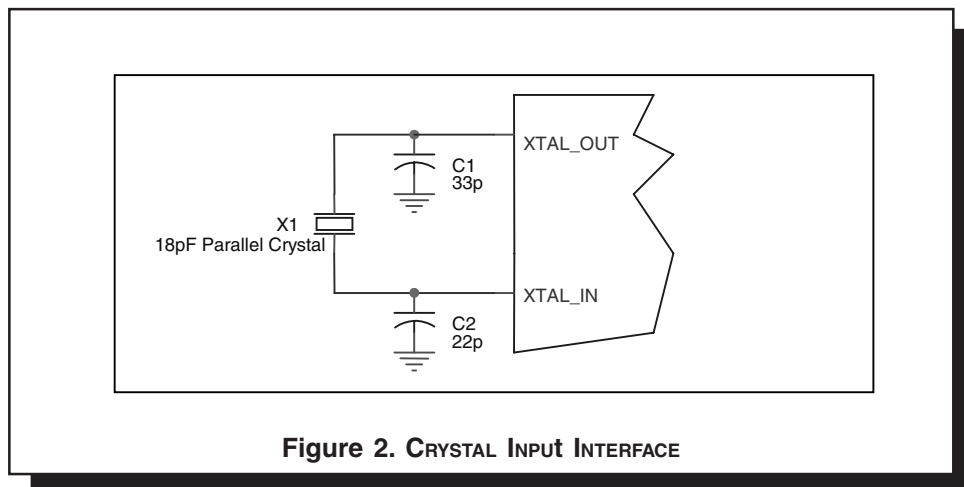 XTAL_OUT
C1
33p
X1
18pF Parallel Crystal
XTAL_IN
C2
22p
Figure 2. CRYSTAL INPUt INTERFACE